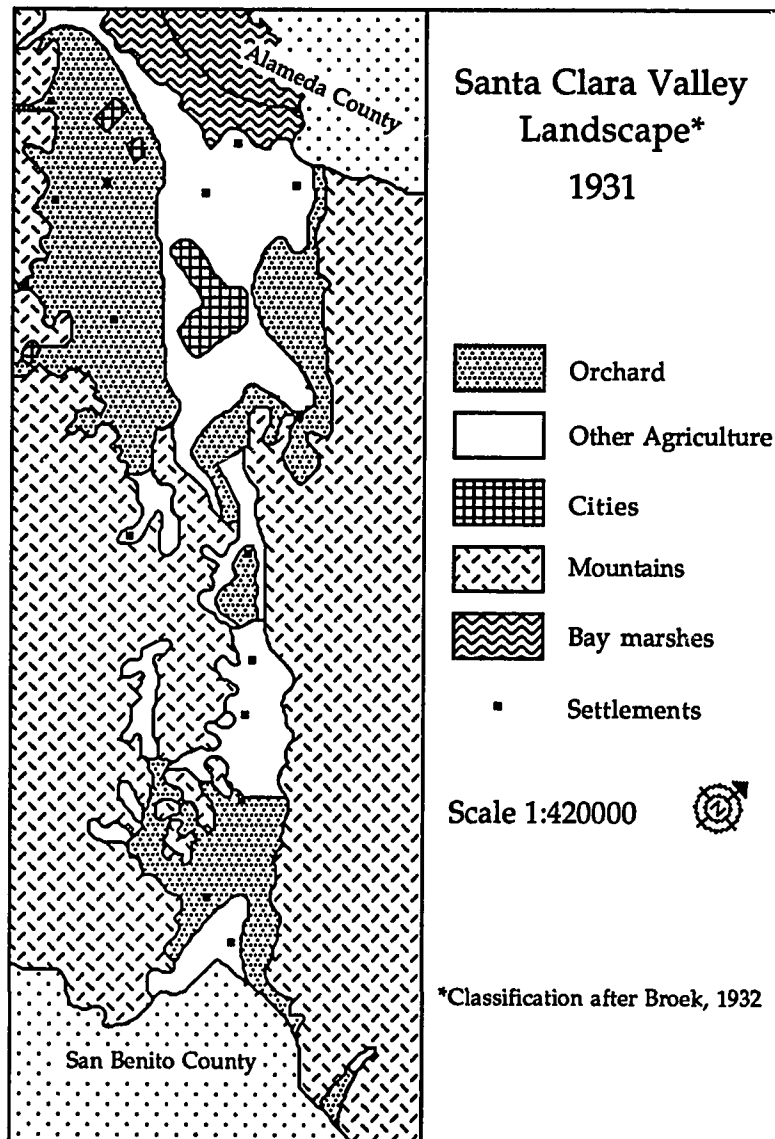 Santa Clara Valley
Landscape*
1931
Alameda County
Orchard
Other Agriculture
Cities
Mountains
Bay marshes
Settlements
Scale 1:420000
N
*Classification after Broek, 1932
San Benito County